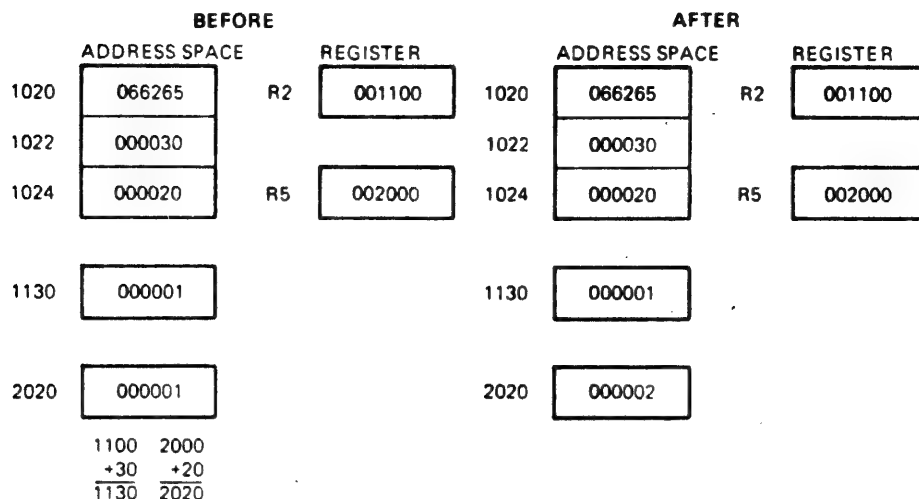 BEFORE AFTER
ADDRESS SPACE REGISTER ADDRESS SPACE REGISTER
1020 066265 R2 001100 1020 066265 R2 001100
1022 000030 1022 000030
1024 000020 R5 002000 1024 000020 R5 002000
1130 000001 1130 000001
2020 000001 2020 000002
1100 2000
+30 +20
1130 2020